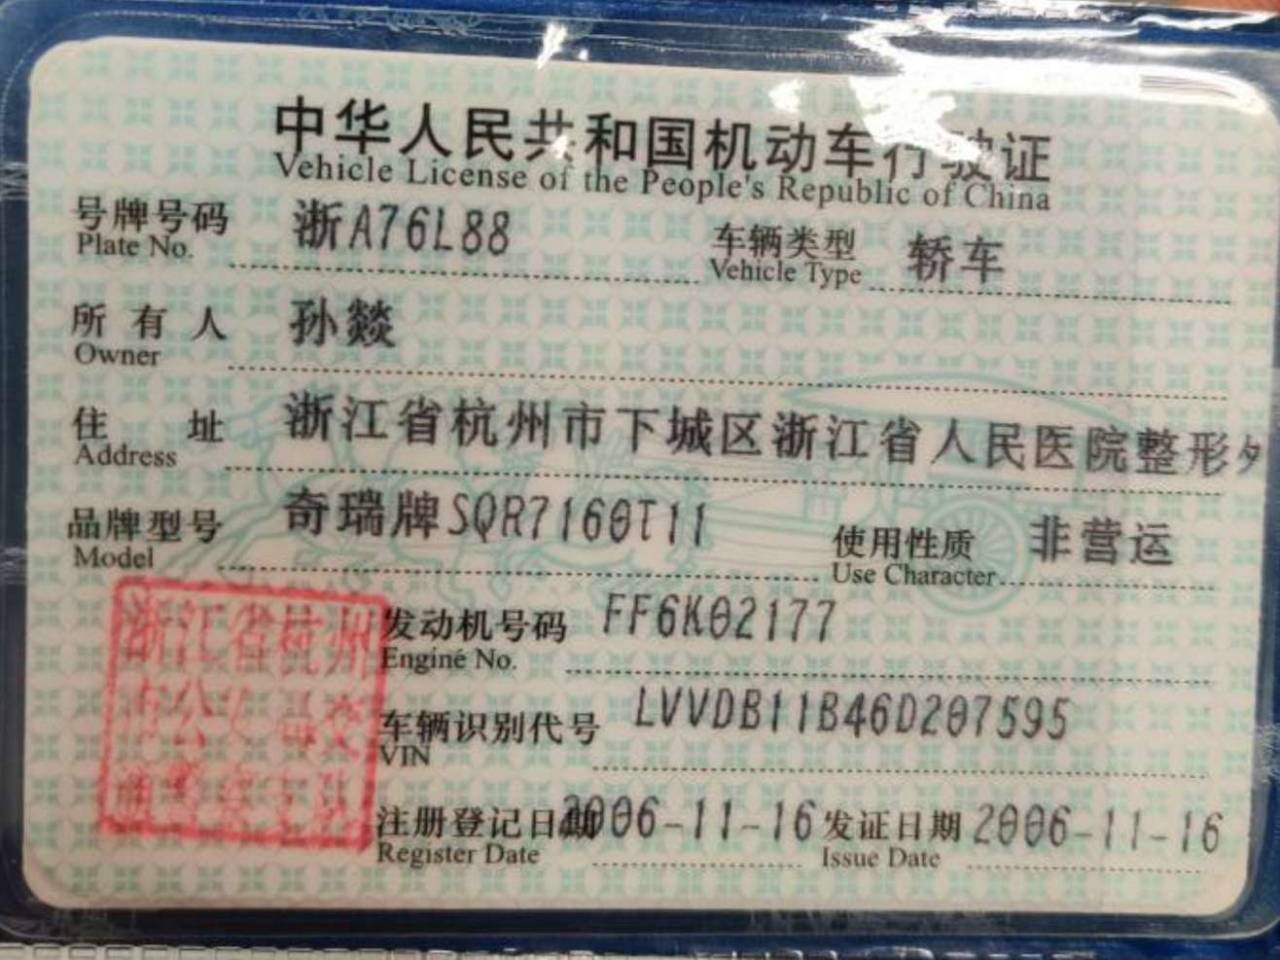 中华人民共和国机动车行驶证
Vehicle License of the People's Republic of China
号牌号码 浙A76L88 车辆类型 轿车
Plate No. Vehicle Type
所有人 孙燚
Owner
住址 浙江省杭州市下城区浙江省人民医院整形
Address
品牌型号 奇瑞牌SQR7160T11 使用性质 非营运
Model Use Character
发动机号码 FF6K02177
Engine No.
车辆识别代号 LVVDB11B46D207595
VIN
注册登记日期 2006-11-16 发证日期 2006-11-16
Register Date Issue Date
浙江省杭州